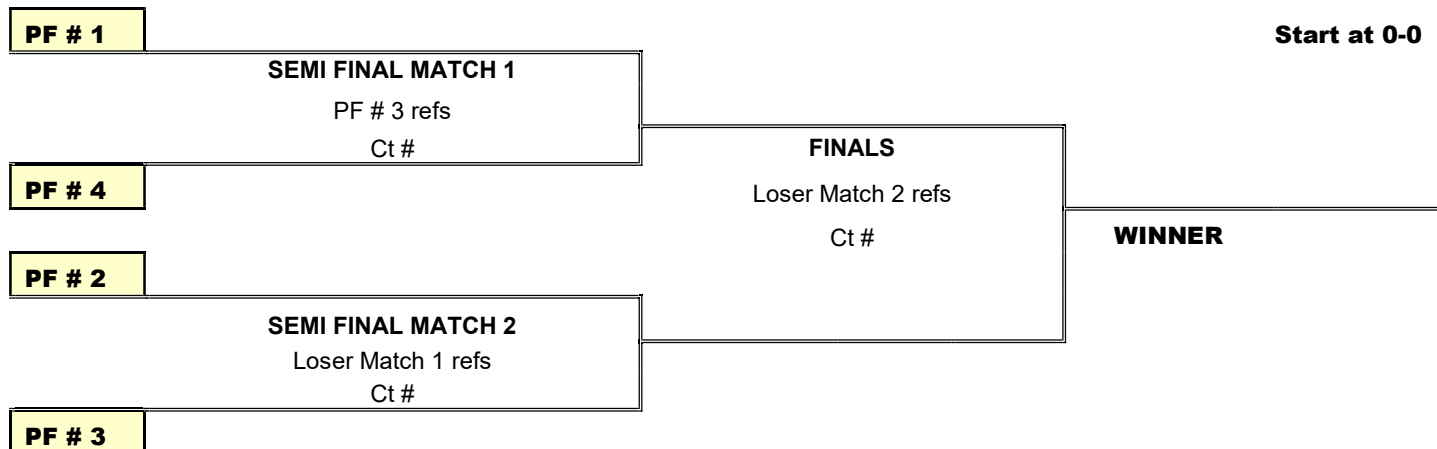 PF # 1
Start at 0-0
SEMI FINAL MATCH 1
PF # 3 refs
Ct #
PF # 4
FINALS
Loser Match 2 refs
Ct #
WINNER
PF # 2
SEMI FINAL MATCH 2
Loser Match 1 refs
Ct #
PF # 3